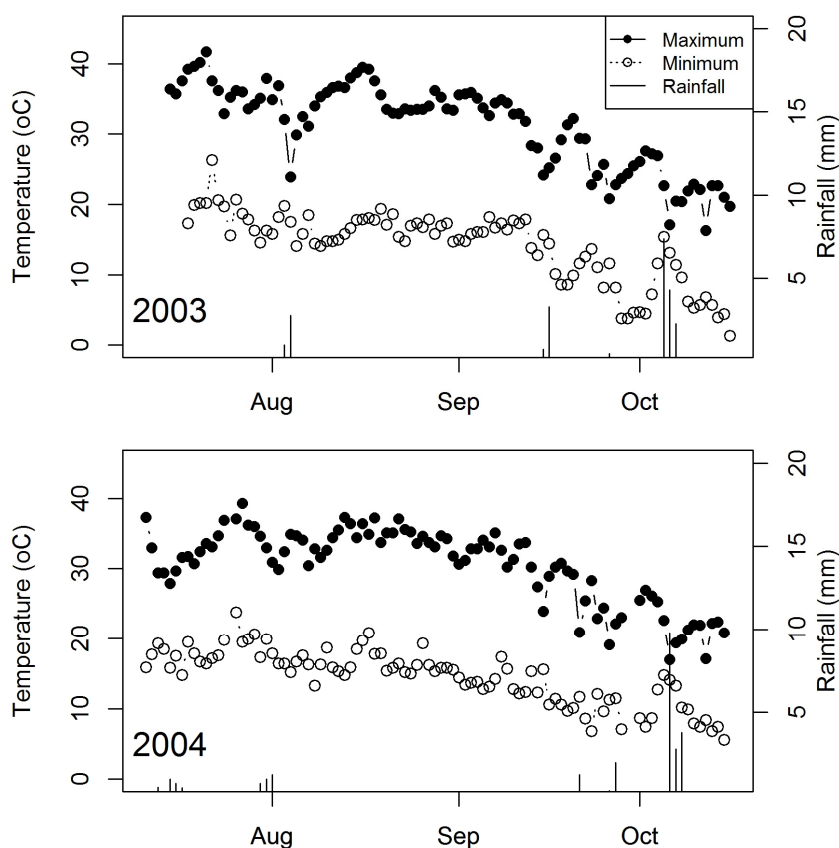 Maximum
Minimum
Rainfall
Temperature (oC)
0 10 20 30 40
Rainfall (mm)
5 10 15 20
2003
Aug Sep Oct
Temperature (oC)
0 10 20 30 40
Rainfall (mm)
5 10 15 20
2004
Aug Sep Oct